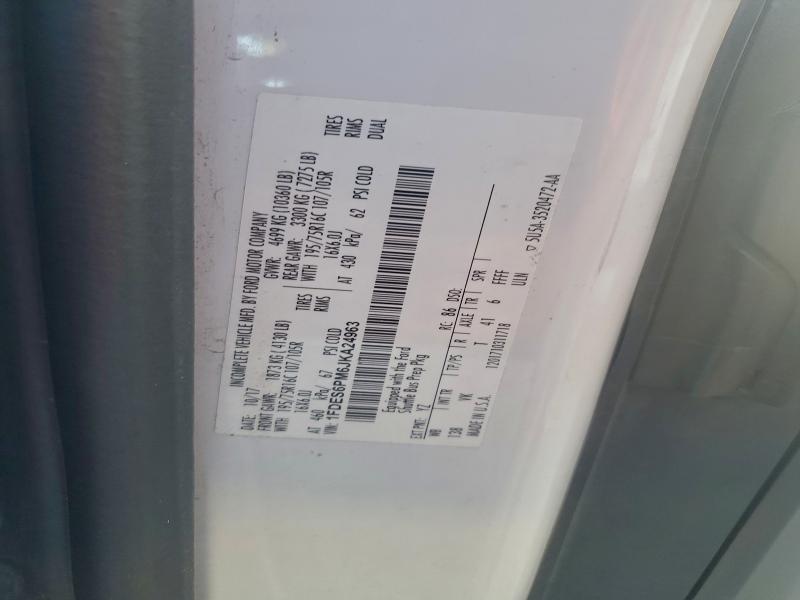 INCOMPLETE VEHICLE MFD. BY FORD MOTOR COMPANY
DATE: 10/17 GVWR: 4699 KG (10360 LB)
FRONT GAWR: 1873 KG (4130 LB) REAR GAWR: 3300 KG (7275 LB)
WITH 195/75R16C 107/105R TIRES WITH 195/75R16C 107/105R TIRES
16X6.0J RIMS 16X6.0J RIMS
AT 460 kPa/ 67 PSI COLD AT 430 kPa/ 62 PSI COLD DUAL
VIN: 1FDES6PM6JKA24963
Equipped with the Ford
Shuttle Bus Prep Pkg
EXT PNT: YZ RC: 86 DSO:
WB | INT TR | TP/PS | R | AXLE | TR | SPR |
138 VK T 41 6 FFFF
MADE IN U.S.A. ULN
12017103111718
5U5A-3520472-AA